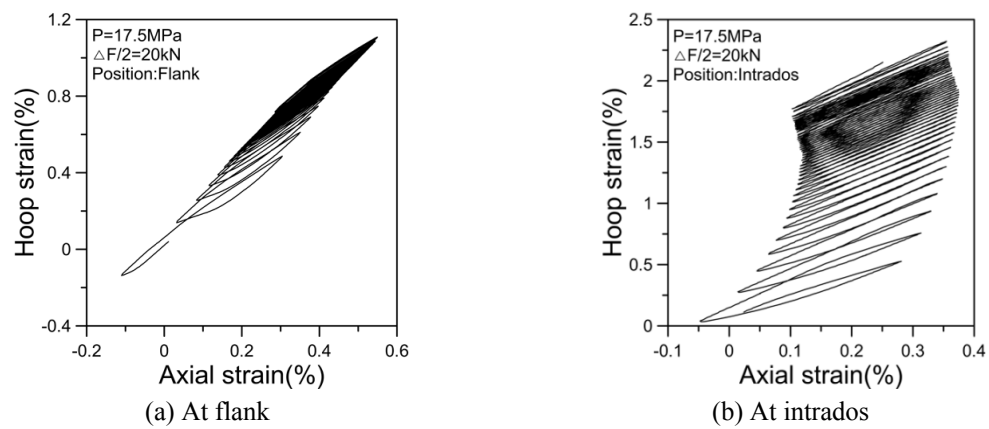 1.2
0.8
0.4
0
-0.4
Hoop strain(%)
P=17.5MPa
△F/2=20kN
Position:Flank
-0.2 0 0.2 0.4 0.6
Axial strain(%)
(a) At flank
2.5
2
1.5
1
0.5
0
Hoop strain(%)
P=17.5MPa
△F/2=20kN
Position:Intrados
-0.1 0 0.1 0.2 0.3 0.4
Axial strain(%)
(b) At intrados